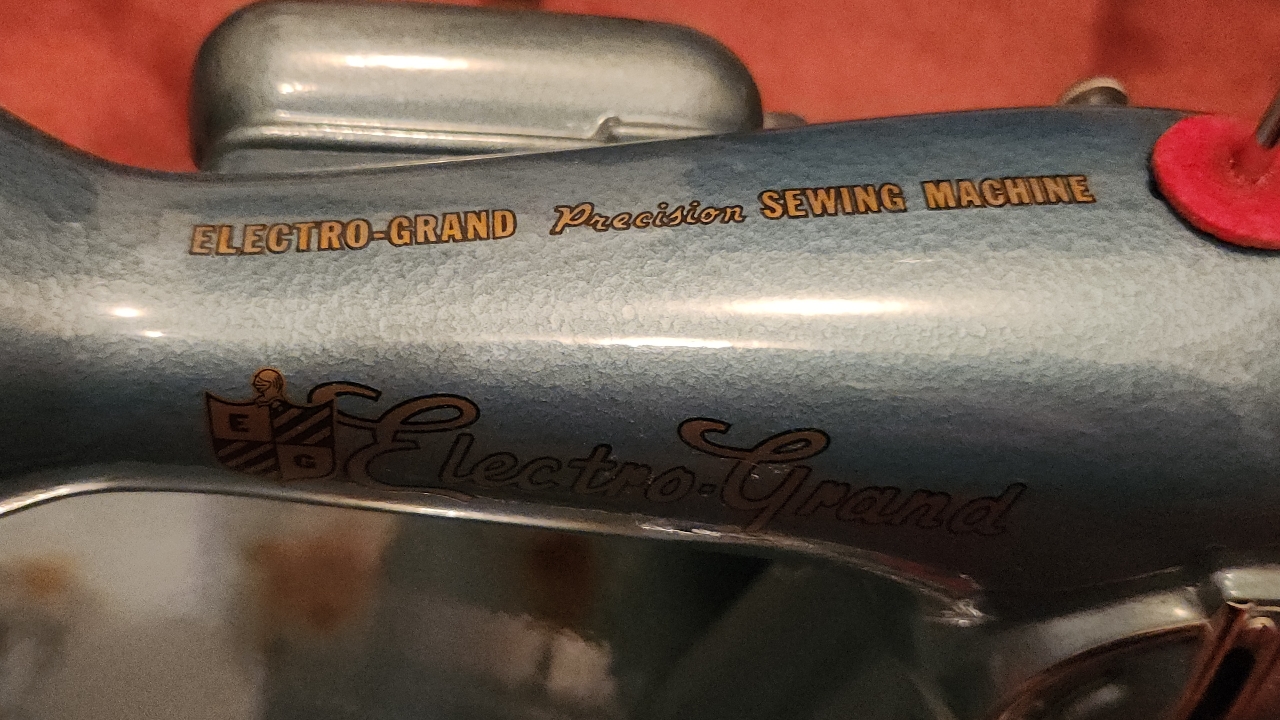 ELECTRO-GRAND Precision SEWING MACHINE
E
G
Electro-Grand